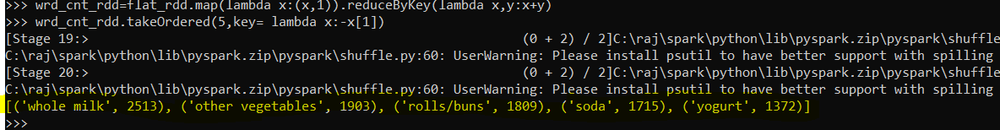 >>> wrd_cnt_rdd=flat_rdd.map(lambda x:(x,1)).reduceByKey(lambda x,y:x+y)
>>> wrd_cnt_rdd.takeOrdered(5,key= lambda x:-x[1])
[Stage 19:>                                                          (0 + 2) / 2]C:\raj\spark\python\lib\pyspark.zip\pyspark\shuffle
C:\raj\spark\python\lib\pyspark.zip\pyspark\shuffle.py:60: UserWarning: Please install psutil to have better support with spilling
[Stage 20:>                                                          (0 + 2) / 2]C:\raj\spark\python\lib\pyspark.zip\pyspark\shuffle
C:\raj\spark\python\lib\pyspark.zip\pyspark\shuffle.py:60: UserWarning: Please install psutil to have better support with spilling
[('whole milk', 2513), ('other vegetables', 1903), ('rolls/buns', 1809), ('soda', 1715), ('yogurt', 1372)]
>>>